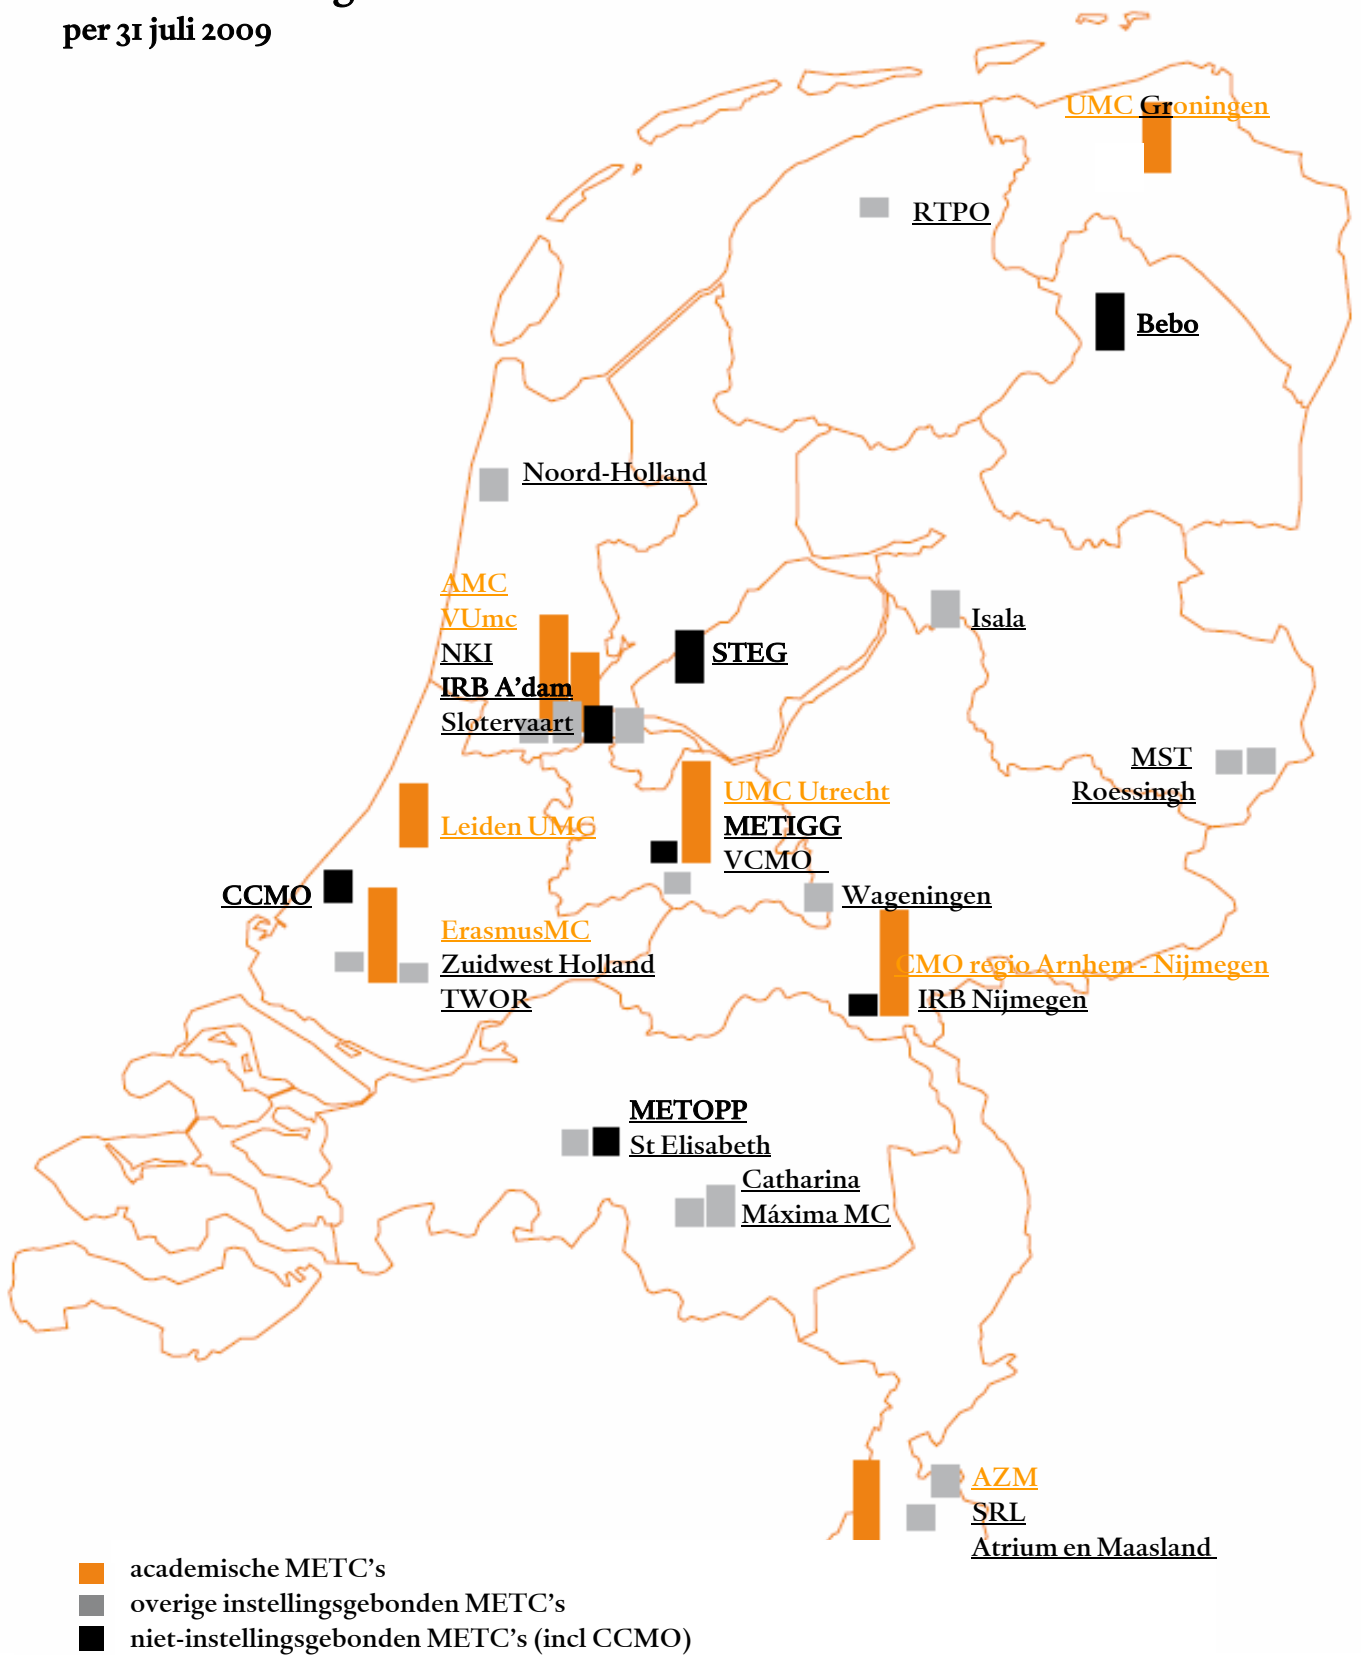 per 31 juli 2009
UMC Groningen
RTPO
Bebo
Noord-Holland
AMC
VUmc
NKI
IRB A’dam
Slotervaart
STEG
Isala
MST
Roessingh
Leiden UMC
UMC Utrecht
METIGG
VCMO
CCMO
Wageningen
ErasmusMC
Zuidwest Holland
TWOR
CMO regio Arnhem - Nijmegen
IRB Nijmegen
METOPP
St Elisabeth
Catharina
Máxima MC
AZM
SRL
Atrium en Maasland
academische METC’s
overige instellingsgebonden METC’s
niet-instellingsgebonden METC’s (incl CCMO)